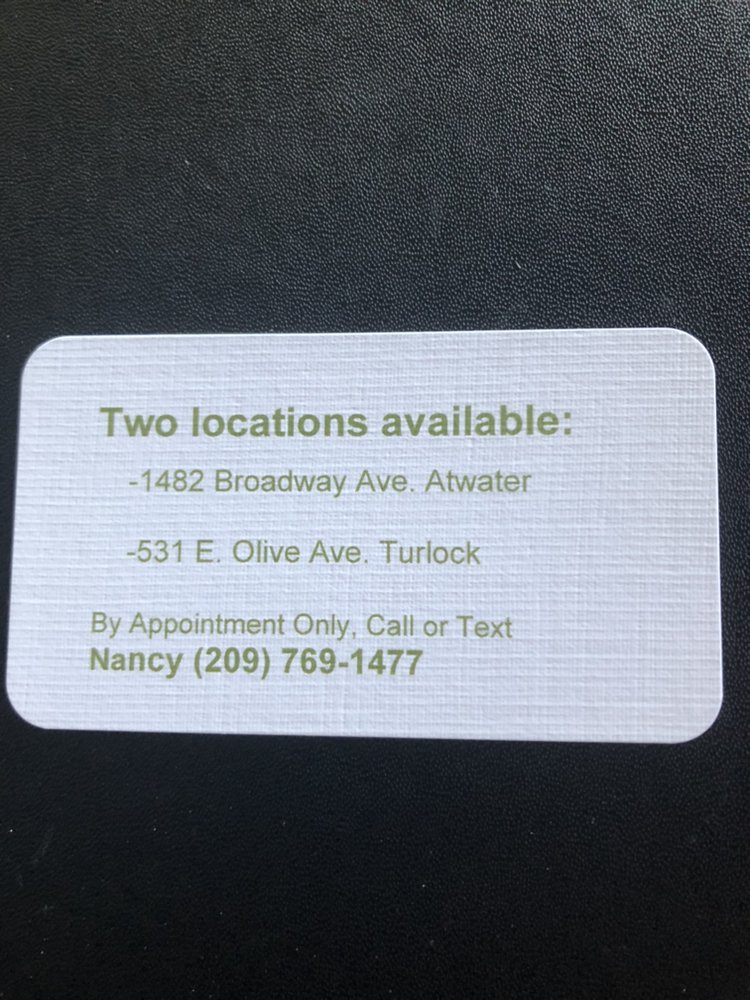 Two locations available:
-1482 Broadway Ave. Atwater
-531 E. Olive Ave. Turlock
By Appointment Only, Call or Text
Nancy (209) 769-1477